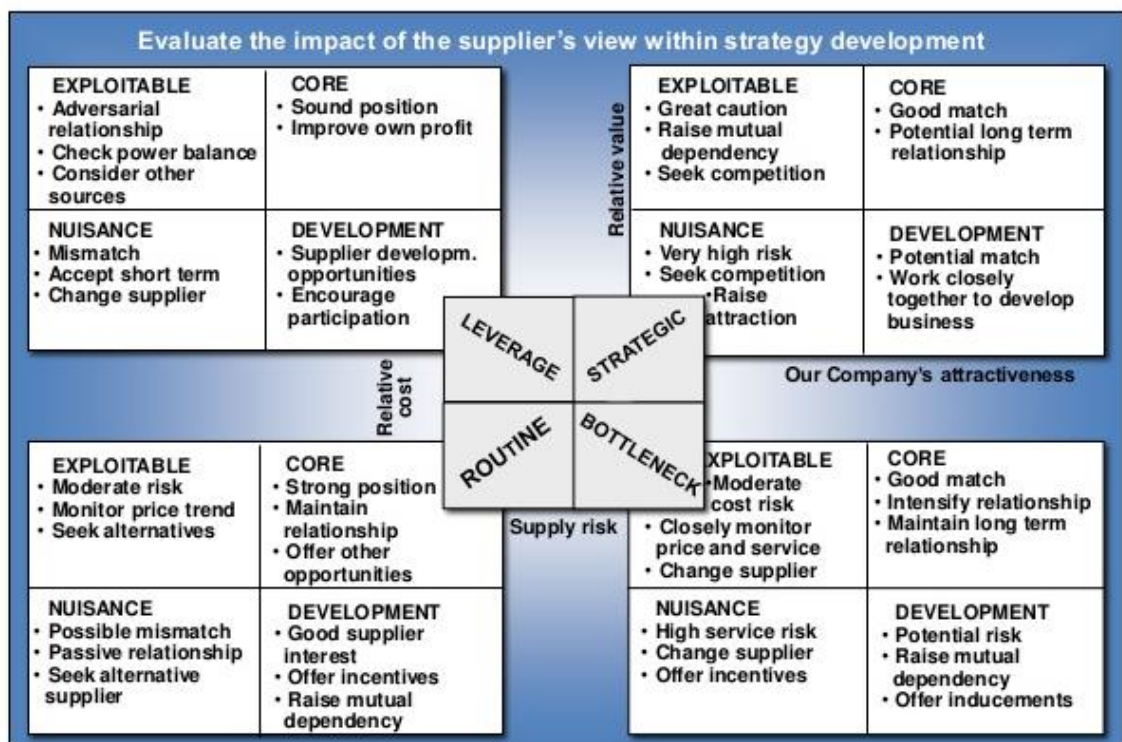 Evaluate the impact of the supplier's view within strategy development
EXPLOITABLE
• Adversarial
relationship
• Check power balance
• Consider other
sources
CORE
• Sound position
• Improve own profit
NUISANCE
• Mismatch
• Accept short term
• Change supplier
DEVELOPMENT
• Supplier developm.
opportunities
• Encourage
participation
Relative value
EXPLOITABLE
• Great caution
• Raise mutual
dependency
• Seek competition
CORE
• Good match
• Potential long term
relationship
NUISANCE
• Very high risk
• Seek competition
• Raise
attraction
DEVELOPMENT
• Potential match
• Work closely
together to develop
business
LEVERAGE
STRATEGIC
ROUTINE
BOTTLENECK
Relative
cost
Our Company's attractiveness
Supply risk
EXPLOITABLE
• Moderate risk
• Monitor price trend
• Seek alternatives
CORE
• Strong position
• Maintain
relationship
• Offer other
opportunities
NUISANCE
• Possible mismatch
• Passive relationship
• Seek alternative
supplier
DEVELOPMENT
• Good supplier
interest
• Offer incentives
• Raise mutual
dependency
EXPLOITABLE
• Moderate
cost risk
• Closely monitor
price and service
• Change supplier
CORE
• Good match
• Intensify relationship
• Maintain long term
relationship
NUISANCE
• High service risk
• Change supplier
• Offer incentives
DEVELOPMENT
• Potential risk
• Raise mutual
dependency
• Offer inducements